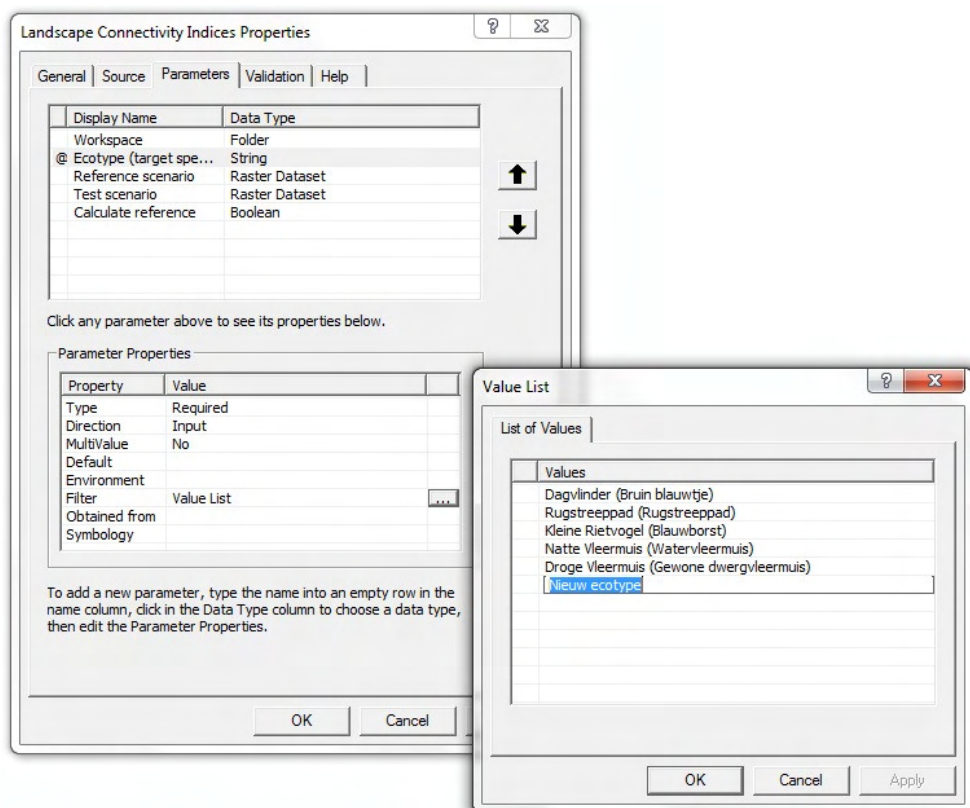 Landscape Connectivity Indices Properties
General Source Parameters Validation Help
Display Name Data Type
Workspace Folder
@ Ecotype (target spe... String
Reference scenario Raster Dataset
Test scenario Raster Dataset
Calculate reference Boolean
Click any parameter above to see its properties below.
Parameter Properties
Property Value
Type Required
Direction Input
MultiValue No
Default
Environment
Filter Value List ...
Obtained from
Symbology
To add a new parameter, type the name into an empty row in the
name column, click in the Data Type column to choose a data type,
then edit the Parameter Properties.
OK Cancel
Value List
List of Values
Values
Dagvlinder (Bruin blauwtje)
Rugstreeppad (Rugstreeppad)
Kleine Rietvogel (Blauwborst)
Natte Vleermuis (Watervleermuis)
Droge Vleermuis (Gewone dwergvleermuis)
Nieuw ecotype
OK Cancel Apply